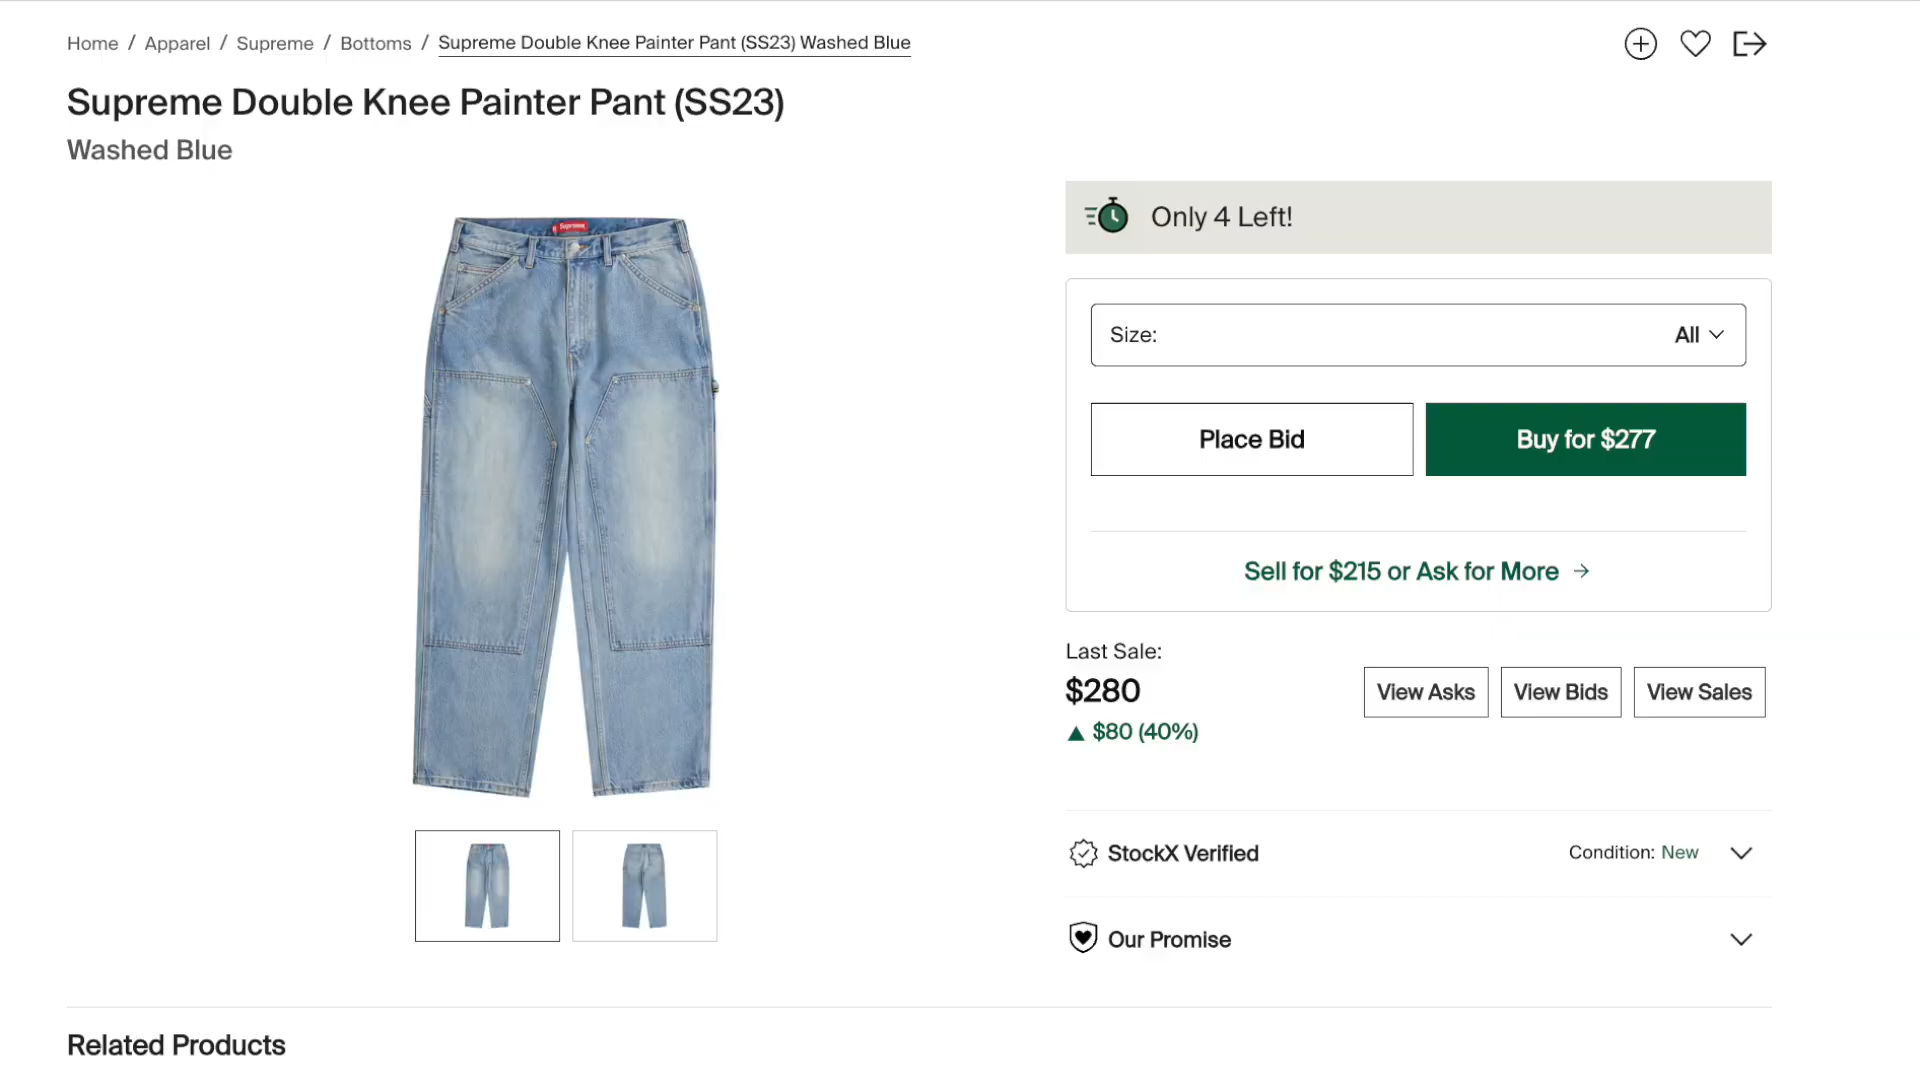 Home / Apparel / Supreme / Bottoms / Supreme Double Knee Painter Pant (SS23) Washed Blue
Supreme Double Knee Painter Pant (SS23)
Washed Blue
Supreme
Only 4 Left!
Size: All
Place Bid Buy for $277
Sell for $215 or Ask for More →
Last Sale:
$280
▲ $80 (40%)
View Asks View Bids View Sales
StockX Verified Condition: New
Our Promise
Related Products